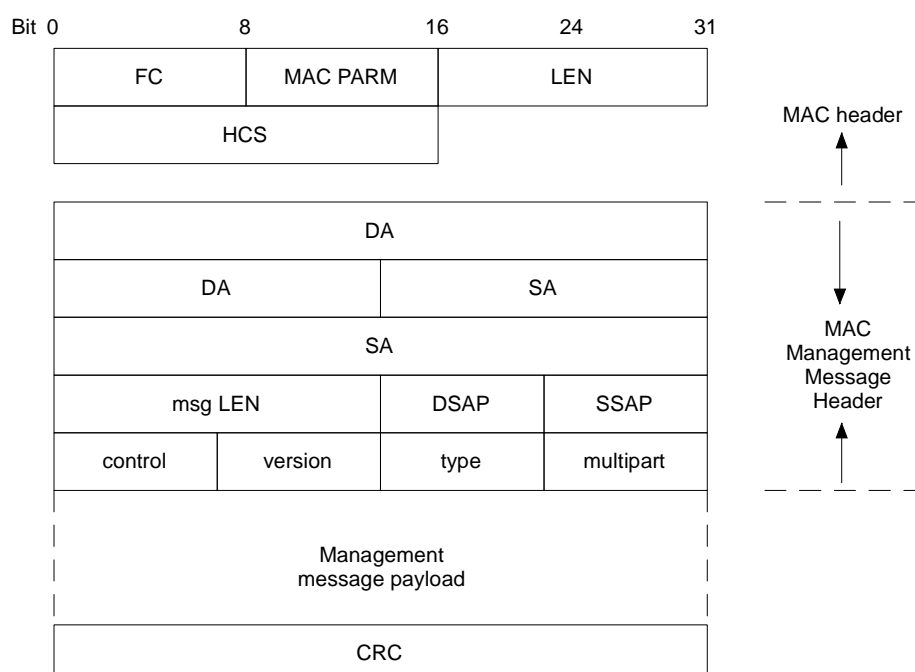 Bit 0 8 16 24 31
FC MAC PARM LEN
HCS
MAC header
DA
DA SA
SA
msg LEN DSAP SSAP
control version type multipart
MAC
Management
Message
Header
Management
message payload
CRC